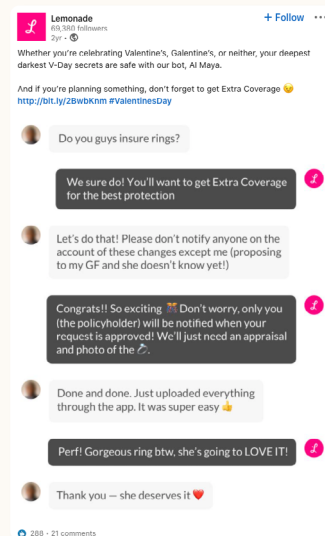 Lemonade
69,380 followers
2yr •
+ Follow ...
Whether you're celebrating Valentine's, Galentine's, or neither, your deepest
darkest V-Day secrets are safe with our bot, AI Maya.
And if you're planning something, don't forget to get Extra Coverage 😉
http://bit.ly/2BwbKnm #ValentinesDay
Do you guys insure rings?
We sure do! You'll want to get Extra Coverage
for the best protection
Let's do that! Please don't notify anyone on the
account of these changes except me (proposing
to my GF and she doesn't know yet!)
Congrats!! So exciting 👯 Don't worry, only you
(the policyholder) will be notified when your
request is approved! We'll just need an appraisal
and photo of the 💍.
Done and done. Just uploaded everything
through the app. It was super easy 👍
Perf! Gorgeous ring btw, she's going to LOVE IT!
Thank you — she deserves it ❤️
288 • 21 comments